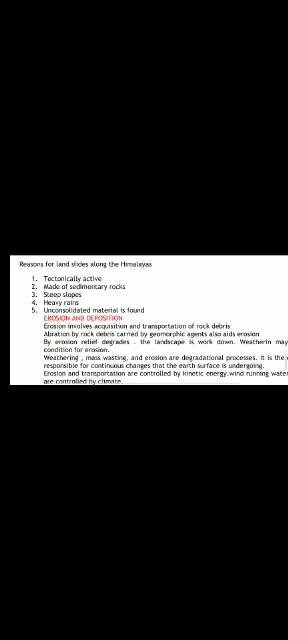 Reasons for land slides along the Himalayas
1. Tectonically active
2. Made of sedimentary rocks
3. Steep slopes
4. Heavy rains
5. Unconsolidated material is found
EROSION AND DEPOSITION
Erosion involves acquisition and transportation of rock debris
Abration by rock debris carried by geomorphic agents also aids erosion
By erosion relief degrades . the landscape is work down. Weatherin may
condition for erosion.
Weathering , mass wasting, and erosion are degradational processes. it is the
responsible for continuous changes that the earth surface is undergoing.
Erosion and transportation are controlled by kinetic energy.wind running water
are controlled by climate.